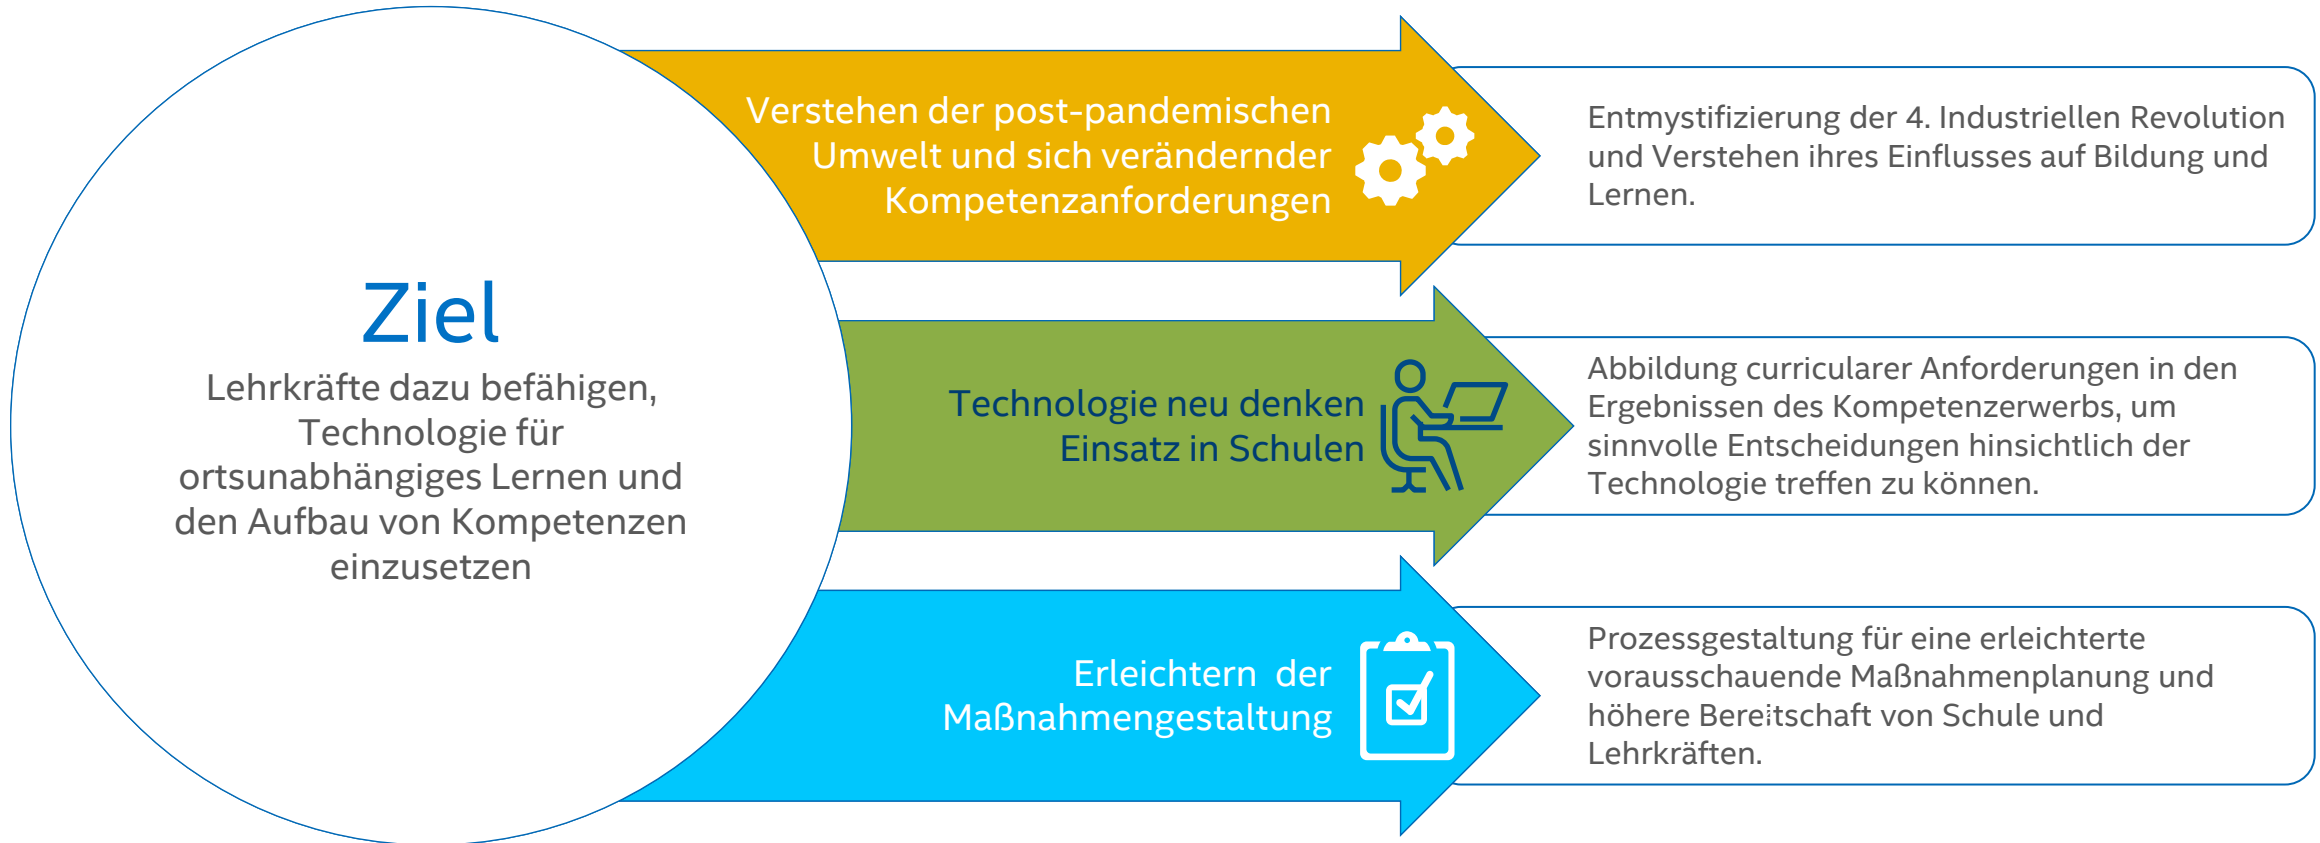 Ziel
Lehrkräfte dazu befähigen,
Technologie für
ortsunabhängiges Lernen und
den Aufbau von Kompetenzen
einzusetzen
Verstehen der post-pandemischen
Umwelt und sich verändernder
Kompetenzanforderungen
Entmystifizierung der 4. Industriellen Revolution
und Verstehen ihres Einflusses auf Bildung und
Lernen.
Technologie neu denken
Einsatz in Schulen
Abbildung curricularer Anforderungen in den
Ergebnissen des Kompetenzerwerbs, um
sinnvolle Entscheidungen hinsichtlich der
Technologie treffen zu können.
Erleichtern der
Maßnahmengestaltung
Prozessgestaltung für eine erleichterte
vorausschauende Maßnahmenplanung und
höhere Bereitschaft von Schule und
Lehrkräften.